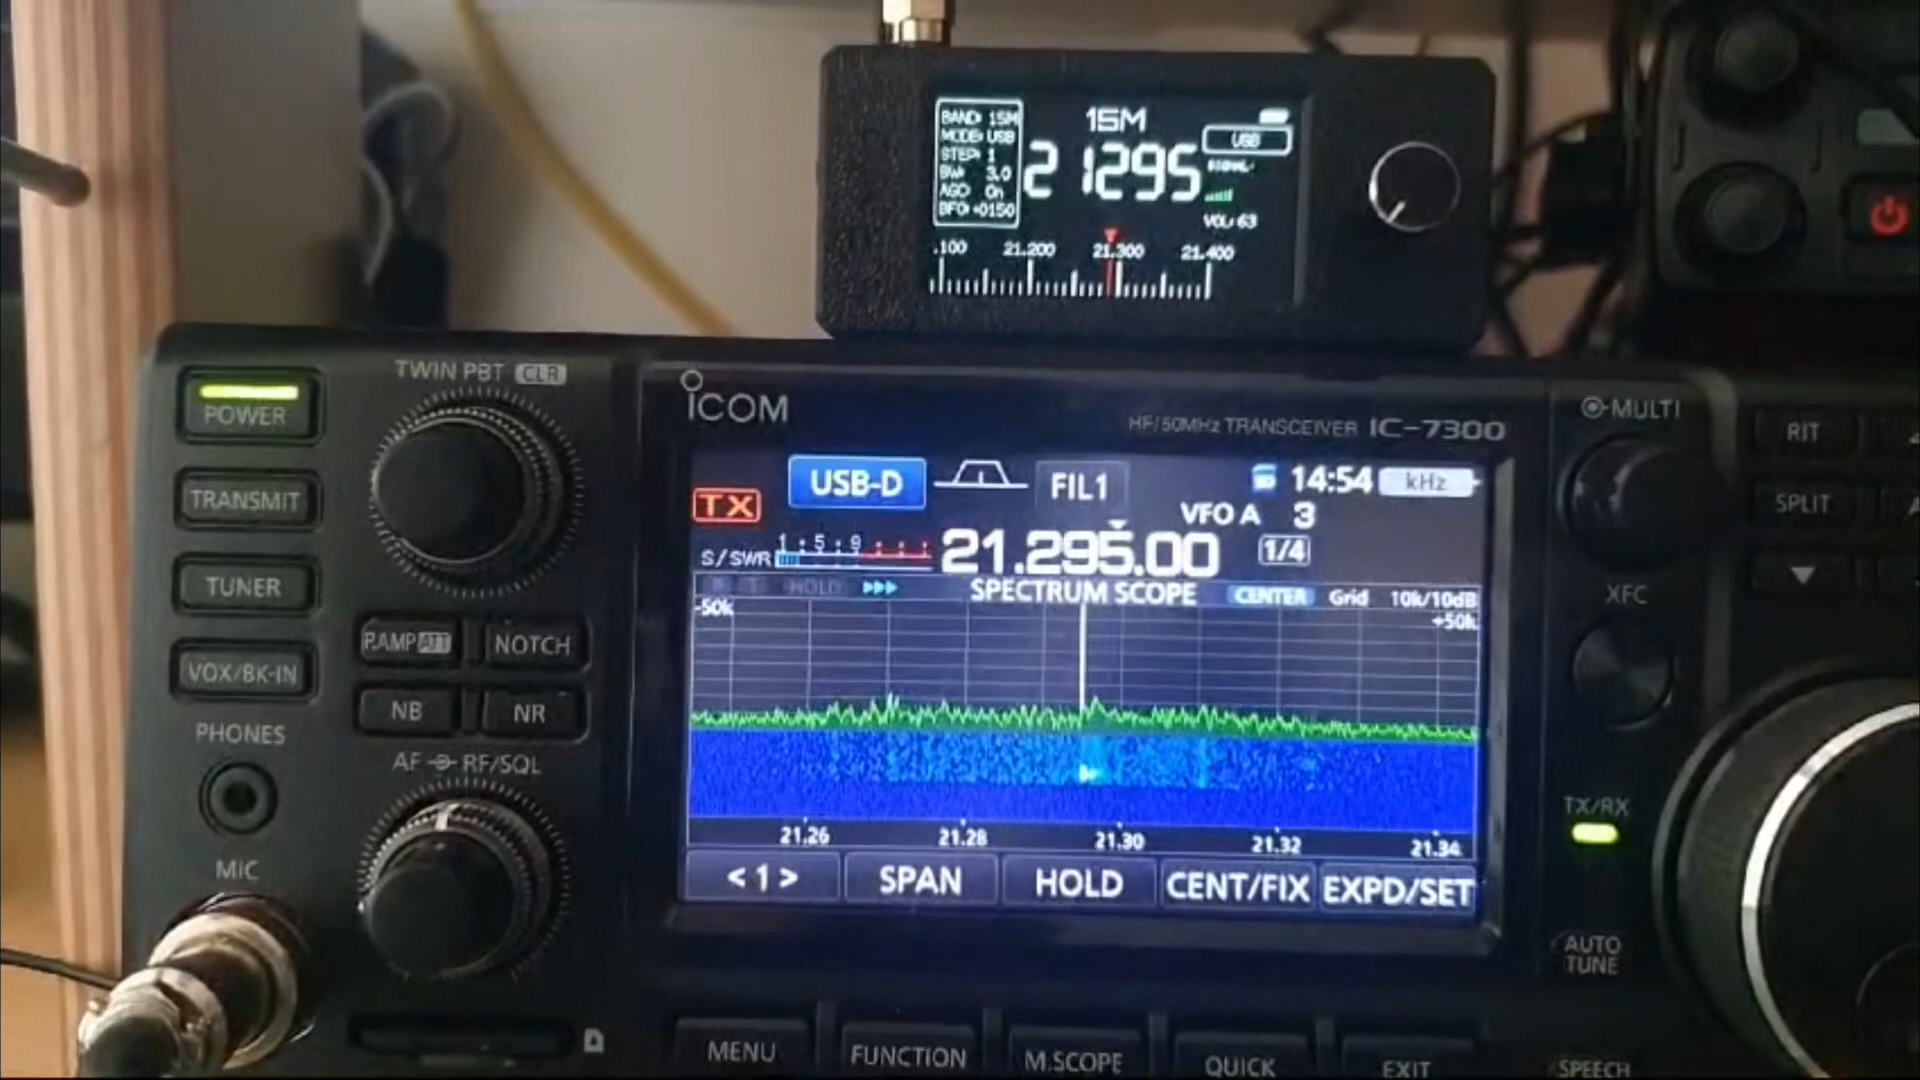 BAND: 15M
MODE: USB
STEP: 1
BW: 3.0
AGC: On
BFO: +0150
15M
21295
USB
SIGNAL:
VOL: 63
.100 21.200 21.300 21.400
POWER
TRANSMIT
TUNER
VOX/BK-IN
PHONES
MIC
TWIN PBT CLR
P.AMP ATT
NOTCH
NB
NR
AF RF/SQL
ICOM
HF/50MHz TRANSCEIVER IC-7300
TX
USB-D
FIL1
14:54
kHz
VFO A 3
S/SWR 1 5 9
21.295.00
1/4
HOLD
SPECTRUM SCOPE
CENTER Grid 10k/10dB
-50k
+50k
21.26 21.28 21.30 21.32 21.34
< 1 > SPAN HOLD CENT/FIX EXPD/SET
MENU FUNCTION M.SCOPE QUICK EXIT
MULTI
XFC
TX/RX
AUTO
TUNE
SPEECH
RIT
SPLIT